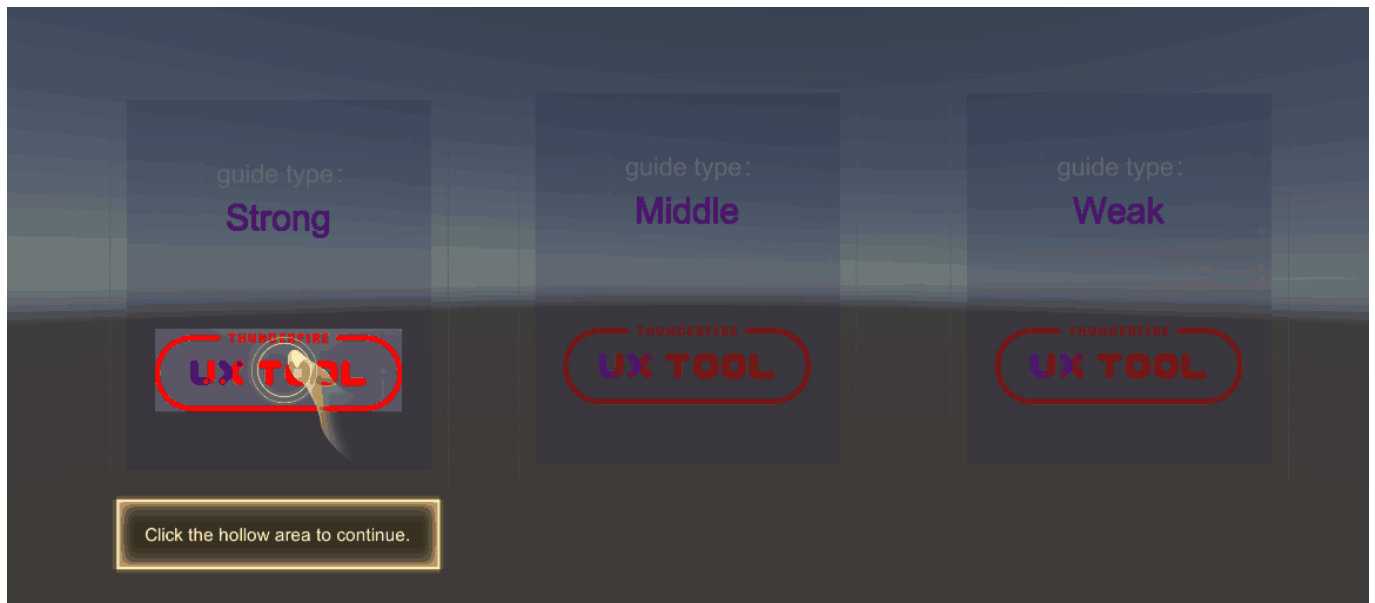 guide type:
Strong
THUNDERFIRE
UX TOOL
Click the hollow area to continue.
guide type:
Middle
THUNDERFIRE
UX TOOL
guide type:
Weak
THUNDERFIRE
UX TOOL